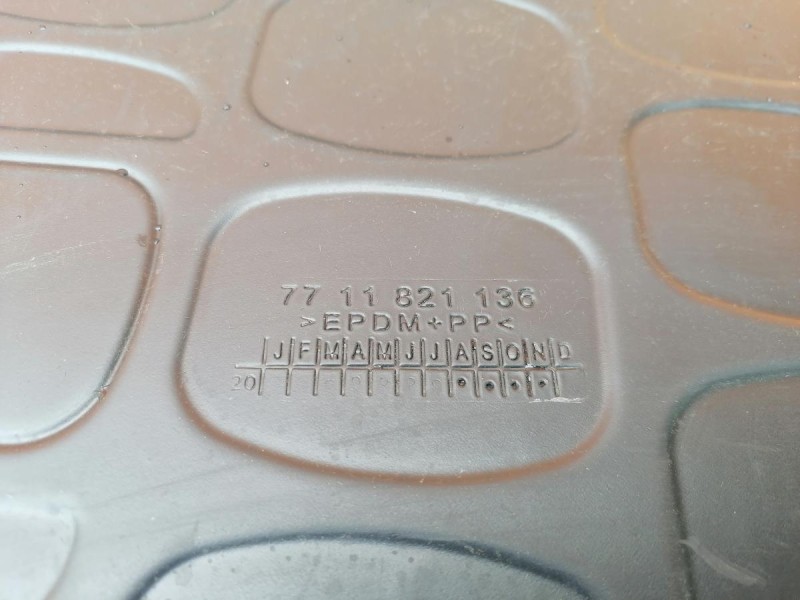 77 11 821 136
>EPDM+PP<
J F M A M J J A S O N D
20